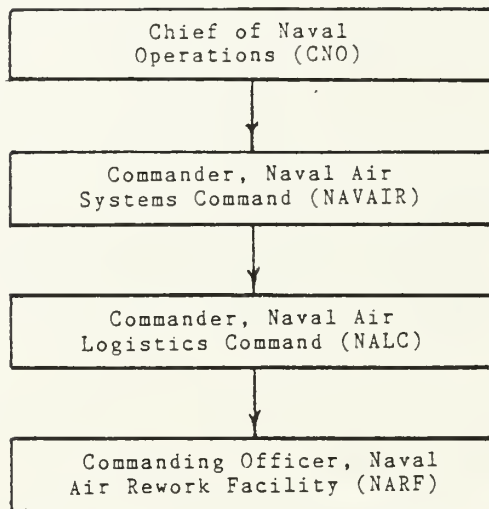 Chief of Naval
Operations (CNO)
Commander, Naval Air
Systems Command (NAVAIR)
Commander, Naval Air
Logistics Command (NALC)
Commanding Officer, Naval
Air Rework Facility (NARF)